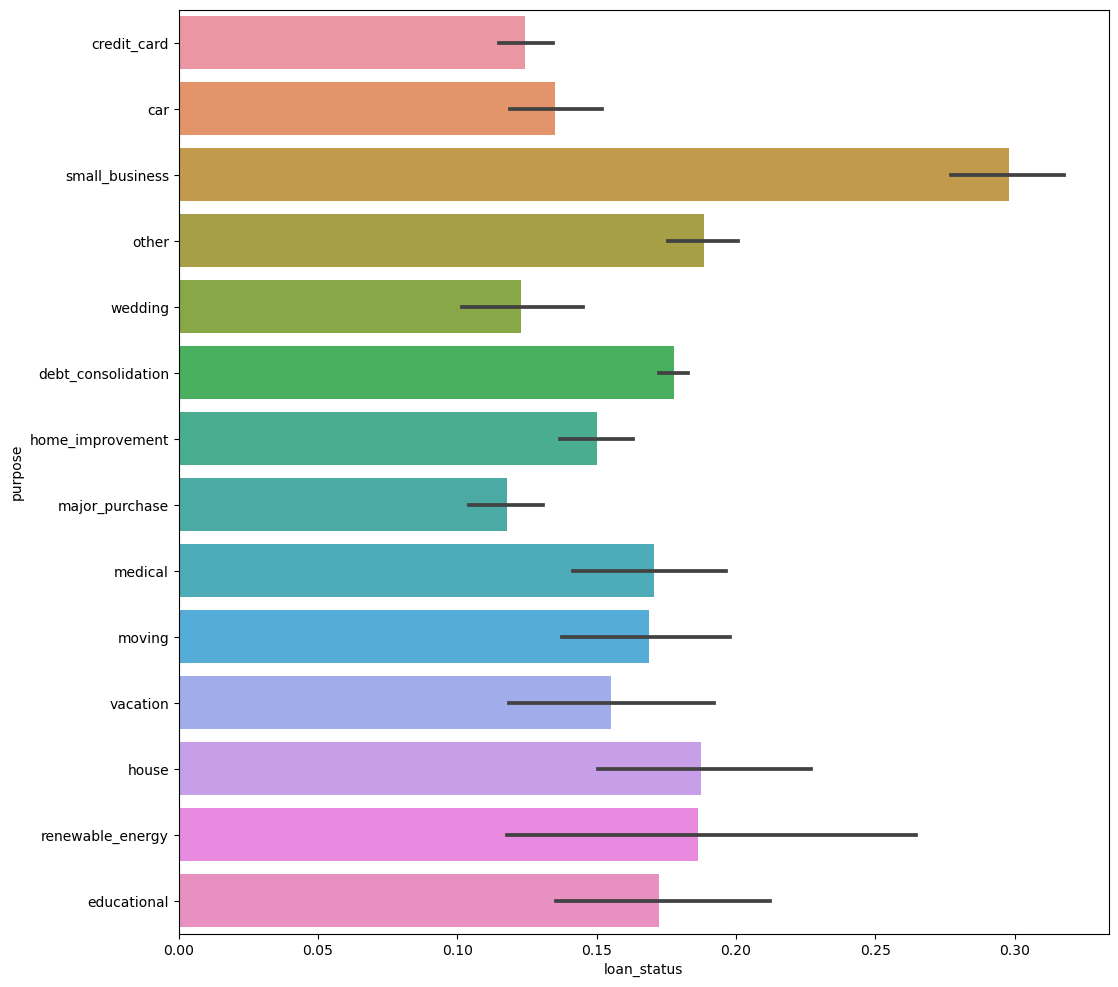 credit_card
car
small_business
other
wedding
debt_consolidation
home_improvement
major_purchase
medical
moving
vacation
house
renewable_energy
educational
purpose
0.00 0.05 0.10 0.15 0.20 0.25 0.30
loan_status